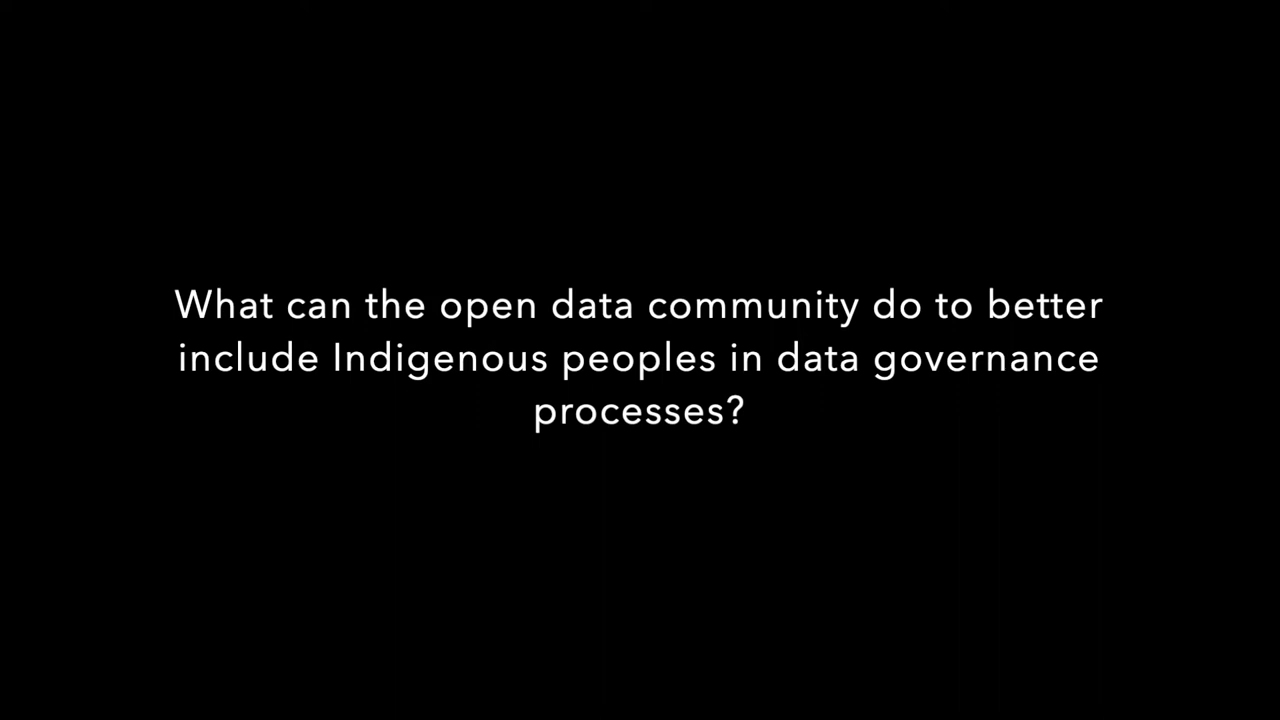 What can the open data community do to better
include Indigenous peoples in data governance
processes?